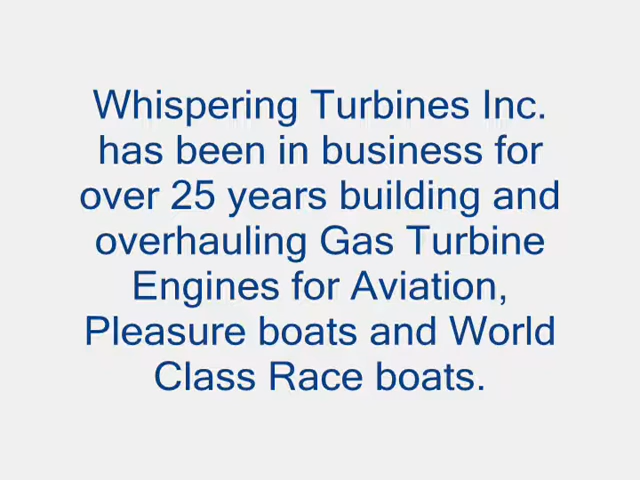 Whispering Turbines Inc.
has been in business for
over 25 years building and
overhauling Gas Turbine
Engines for Aviation,
Pleasure boats and World
Class Race boats.